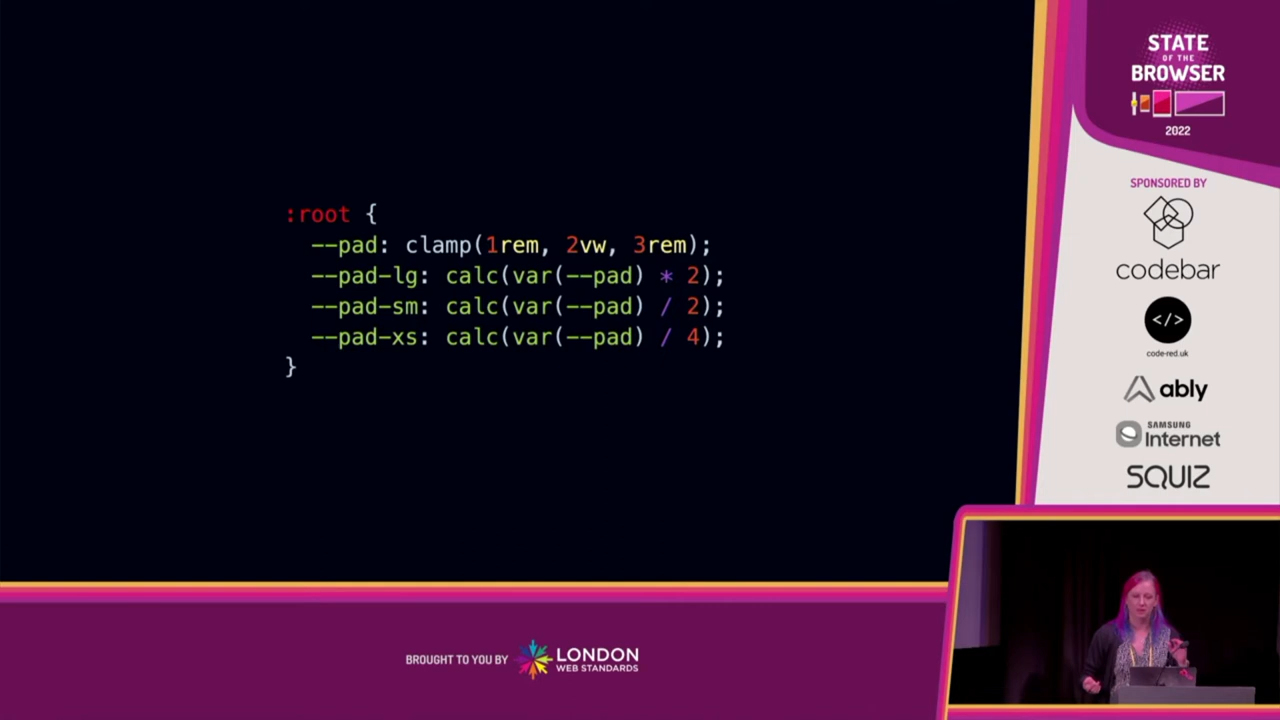 :root {
--pad: clamp(1rem, 2vw, 3rem);
--pad-lg: calc(var(--pad) * 2);
--pad-sm: calc(var(--pad) / 2);
--pad-xs: calc(var(--pad) / 4);
}
STATE
OF THE
BROWSER
2022
SPONSORED BY
codebar
</>
code-red.uk
ably
SAMSUNG
Internet
SQUIZ
BROUGHT TO YOU BY
LONDON
WEB STANDARDS